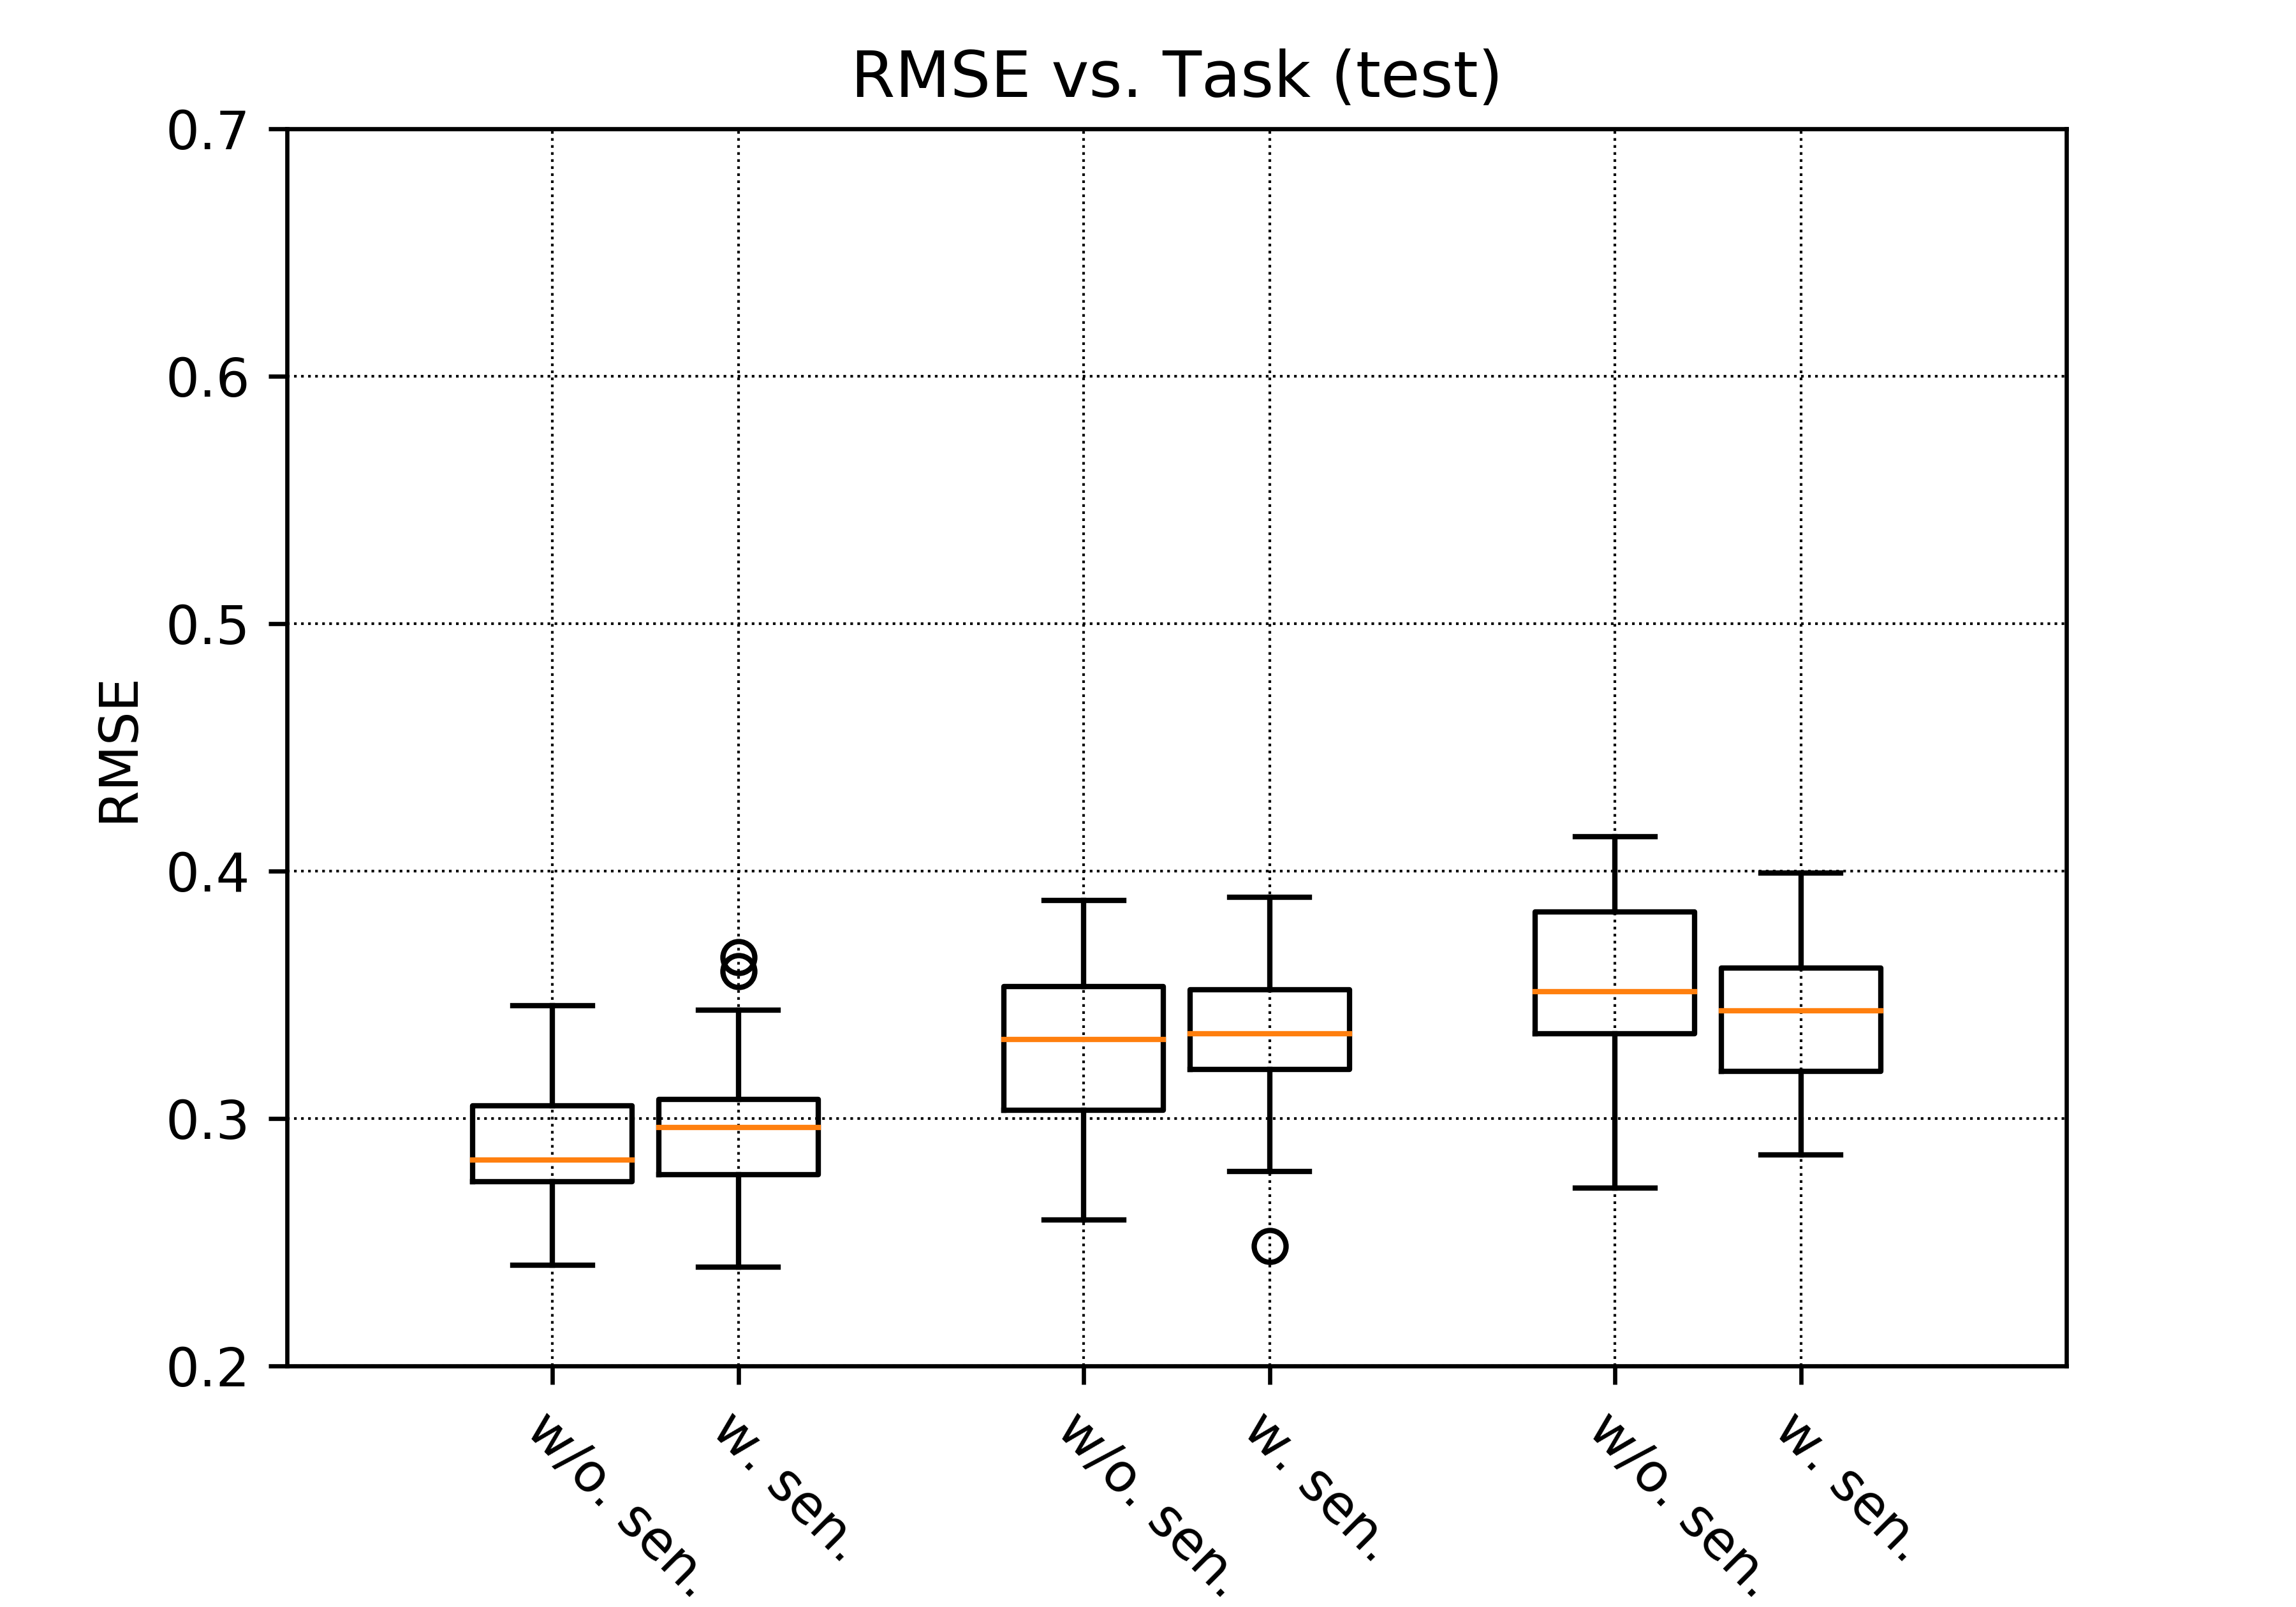 RMSE vs. Task (test)
0.7
0.6
0.5
0.4
0.3
0.2
RMSE
w/o. sen.
w. sen.
w/o. sen.
w. sen.
w/o. sen.
w. sen.